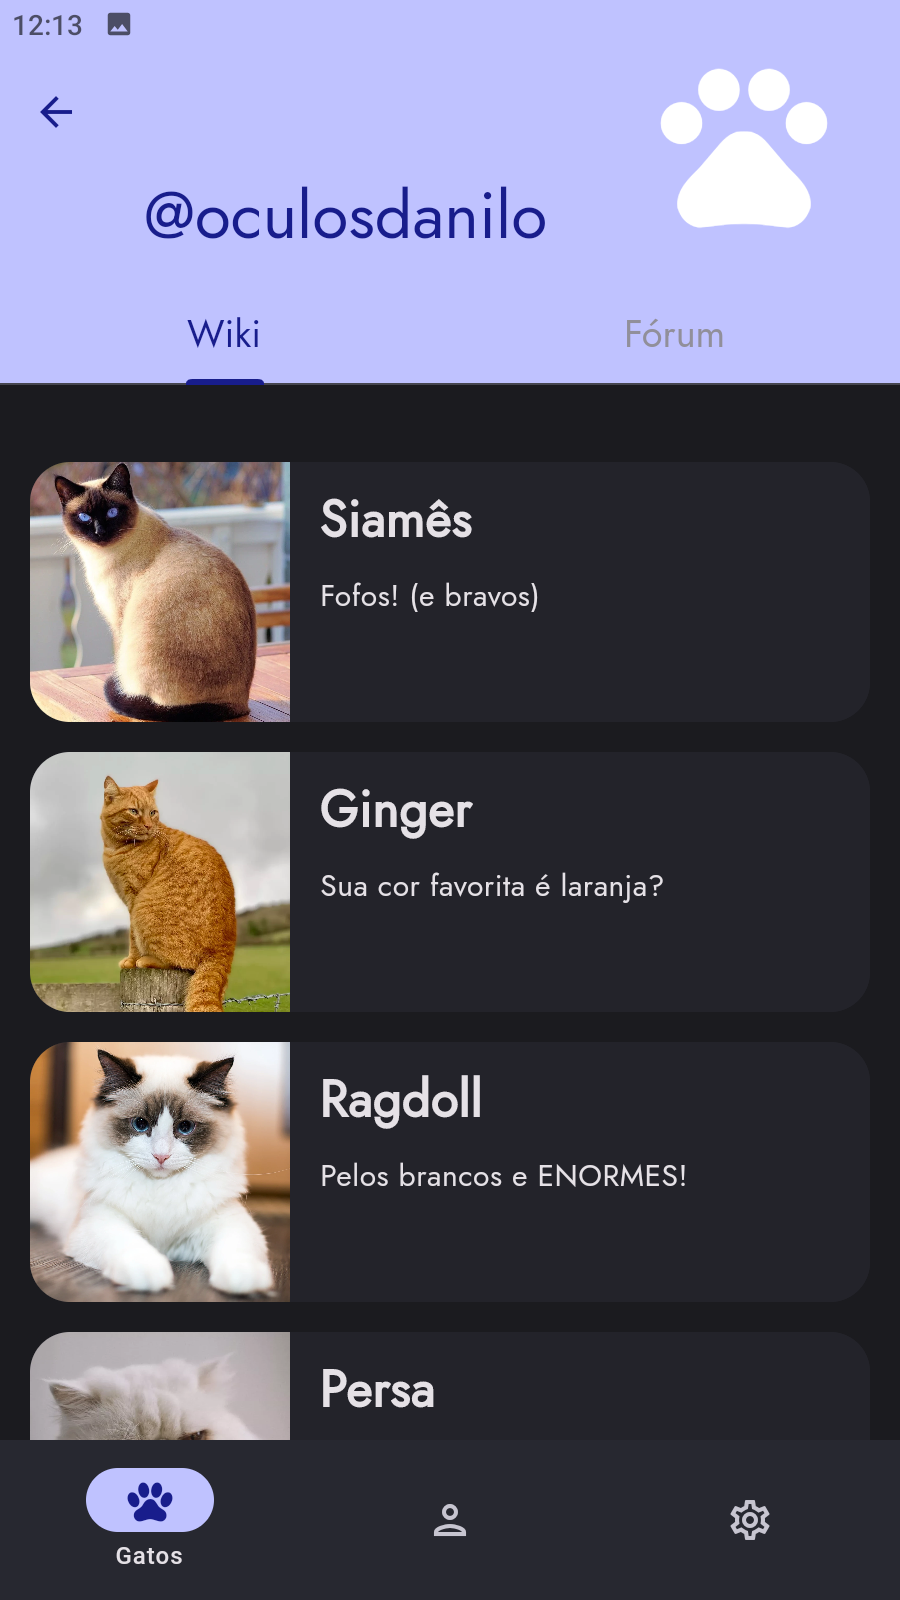 12:13
@oculosdanilo
Wiki
Fórum
Siamês
Fofos! (e bravos)
Ginger
Sua cor favorita é laranja?
Ragdoll
Pelos brancos e ENORMES!
Persa
Gatos